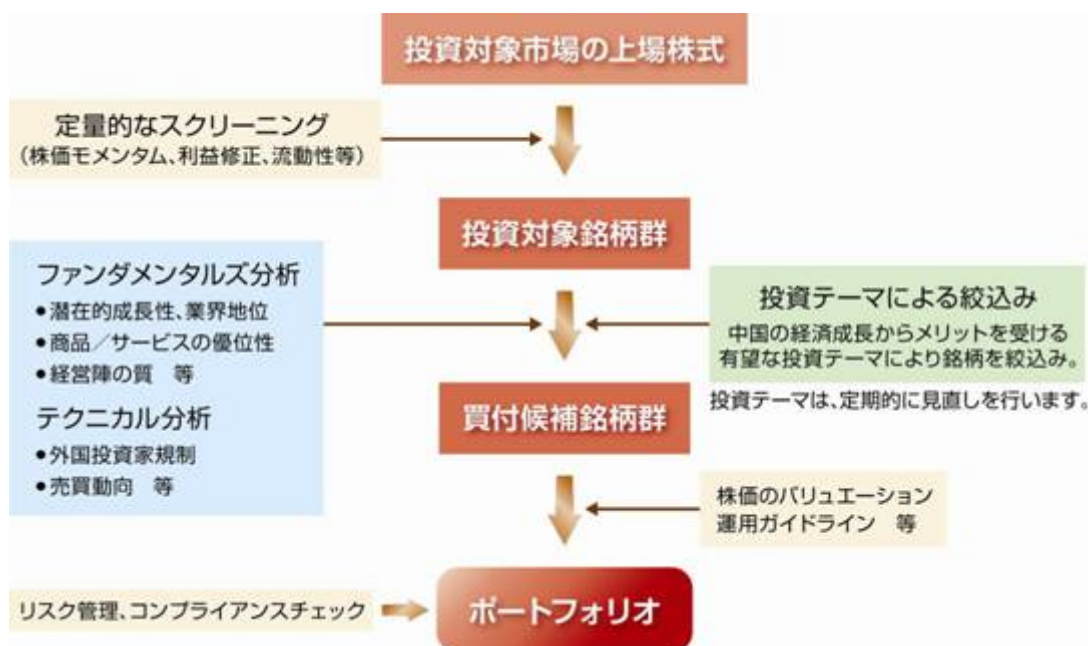 投資対象市場の上場株式
定量的なスクリーニング
(株価モメンタム、利益修正、流動性等)
投資対象銘柄群
ファンダメンタルズ分析
●潜在的成長性、業界地位
●商品／サービスの優位性
●経営陣の質　等
テクニカル分析
●外国投資家規制
●売買動向　等
投資テーマによる絞込み
中国の経済成長からメリットを受ける
有望な投資テーマにより銘柄を絞込み。
投資テーマは、定期的に見直しを行います。
買付候補銘柄群
株価のバリュエーション
運用ガイドライン　等
リスク管理、コンプライアンスチェック
ポートフォリオ